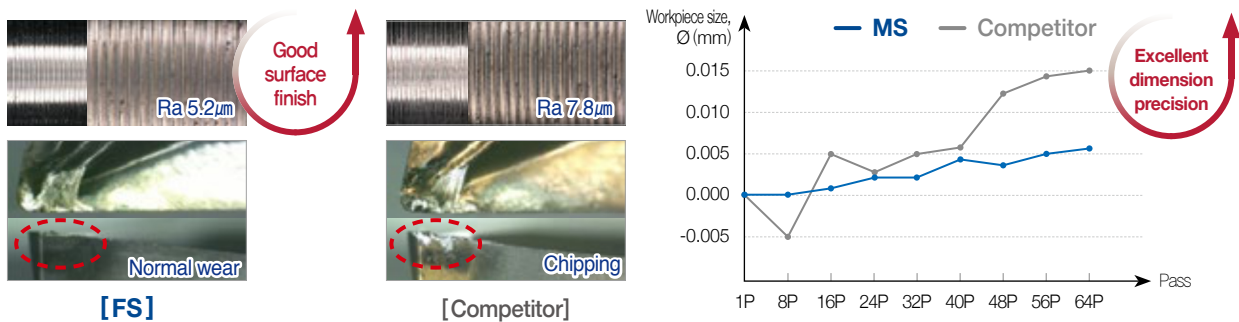 Good
surface
finish
Ra 5.2㎛
Ra 7.8㎛
Normal wear
Chipping
[FS]
[Competitor]
Workpiece size,
Ø (mm)
MS
Competitor
Excellent
dimension
precision
0.015
0.010
0.005
0.000
-0.005
Pass
1P 8P 16P 24P 32P 40P 48P 56P 64P